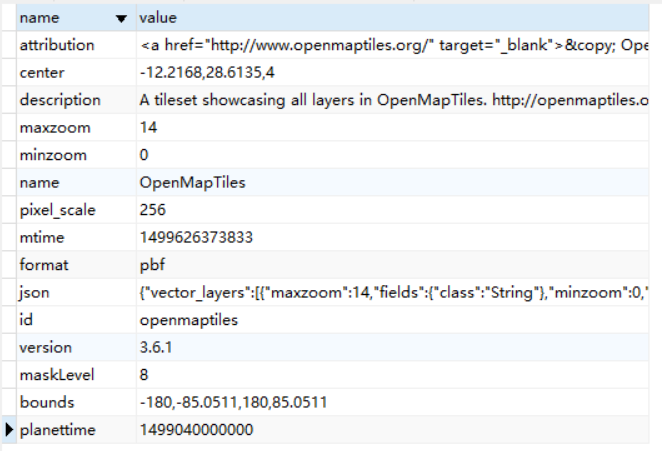 name value
attribution <a href="http://www.openmaptiles.org/" target="_blank">&copy; Ope
center -12.2168,28.6135,4
description A tileset showcasing all layers in OpenMapTiles. http://openmaptiles.o
maxzoom 14
minzoom 0
name OpenMapTiles
pixel_scale 256
mtime 1499626373833
format pbf
json {"vector_layers":[{"maxzoom":14,"fields":{"class":"String"},"minzoom":0,"
id openmaptiles
version 3.6.1
maskLevel 8
bounds -180,-85.0511,180,85.0511
planettime 1499040000000